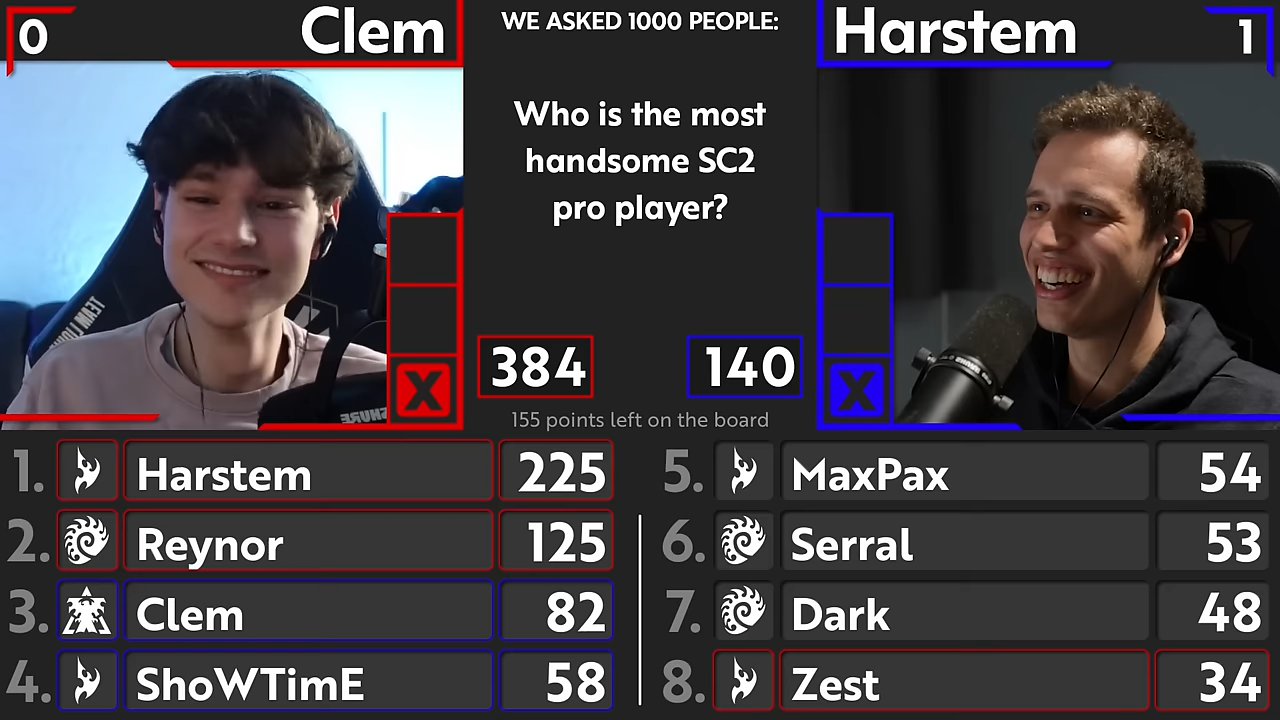 0
Clem
WE ASKED 1000 PEOPLE:
Harstem
1
Who is the most
handsome SC2
pro player?
X
384
140
X
155 points left on the board
1. Harstem 225
2. Reynor 125
3. Clem 82
4. ShoWTimE 58
5. MaxPax 54
6. Serral 53
7. Dark 48
8. Zest 34